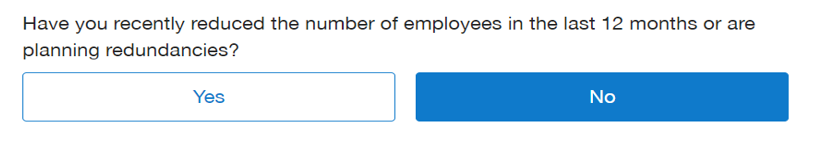 Have you recently reduced the number of employees in the last 12 months or are
planning redundancies?
Yes No